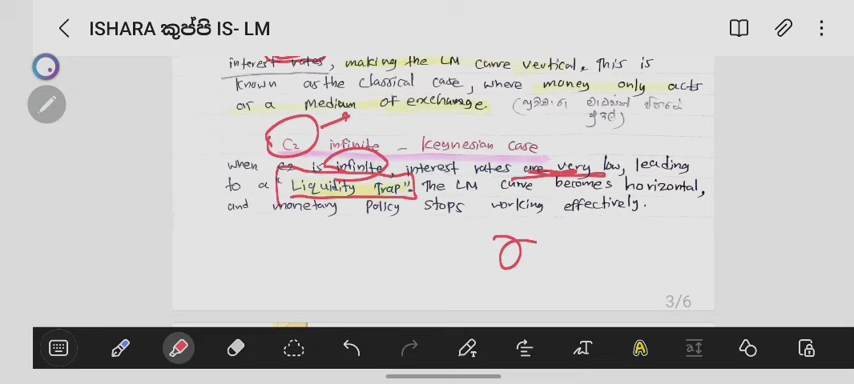 ISHARA කුප්පි IS- LM
interest rates, making the LM curve vertical. This is
known as the classical case, where money only acts
as a medium of exchange.
C2 infinite - Keynesian case
when c2 is infinite, interest rates are very low, leading
to a "Liquidity Trap". The LM curve becomes horizontal,
and monetary policy stops working effectively.
3/6